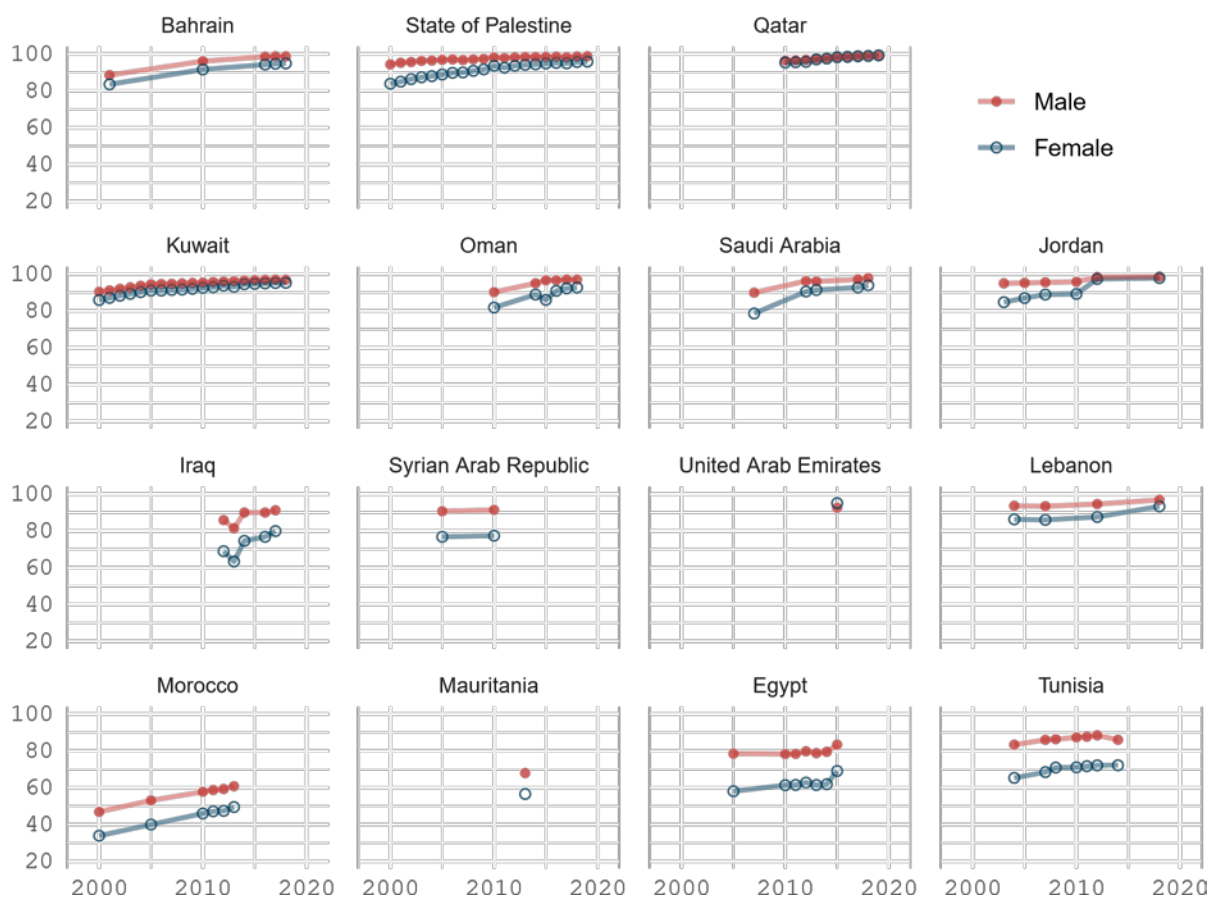 Bahrain State of Palestine Qatar
100
80
60
40
20
Male
Female
Kuwait Oman Saudi Arabia Jordan
100
80
60
40
20
Iraq Syrian Arab Republic United Arab Emirates Lebanon
100
80
60
40
20
Morocco Mauritania Egypt Tunisia
100
80
60
40
20
2000 2010 2020 2000 2010 2020 2000 2010 2020 2000 2010 2020